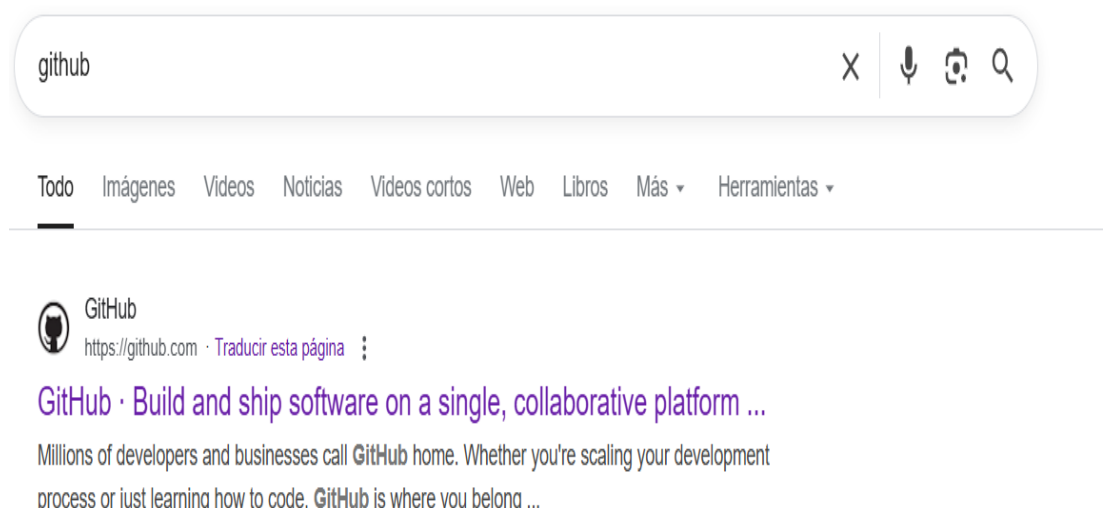 github
Todo Imágenes Videos Noticias Videos cortos Web Libros Más Herramientas
GitHub
https://github.com · Traducir esta página
GitHub · Build and ship software on a single, collaborative platform ...
Millions of developers and businesses call GitHub home. Whether you're scaling your development
process or just learning how to code, GitHub is where you belong ...